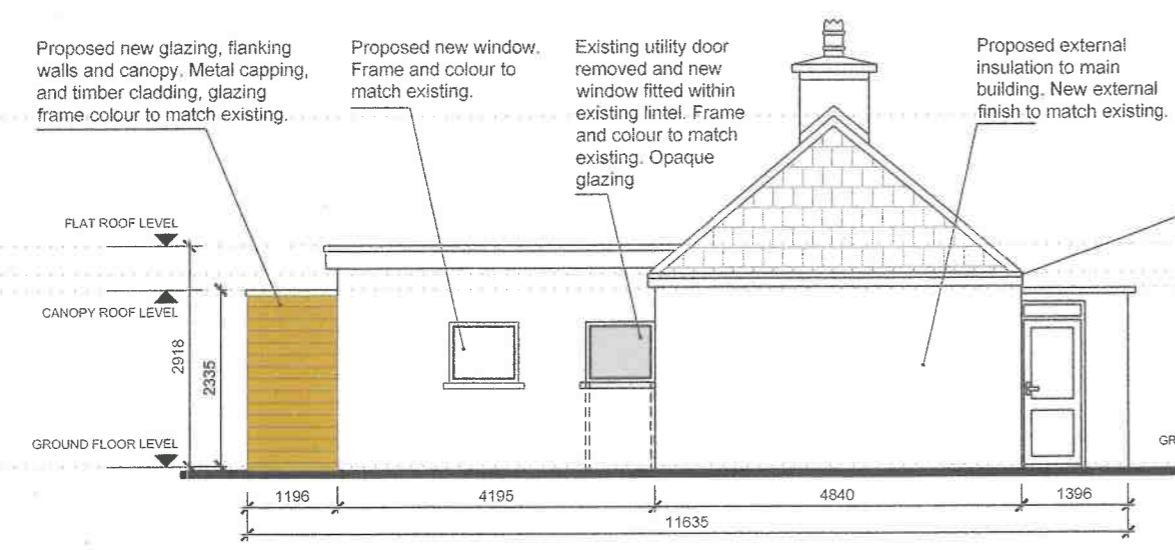 Proposed new glazing, flanking
walls and canopy. Metal capping,
and timber cladding, glazing
frame colour to match existing.
Proposed new window.
Frame and colour to
match existing.
Existing utility door
removed and new
window fitted within
existing lintel. Frame
and colour to match
existing. Opaque
glazing
Proposed external
insulation to main
building. New external
finish to match existing.
FLAT ROOF LEVEL
CANOPY ROOF LEVEL
2918
2335
GROUND FLOOR LEVEL
GR
1196
4195
4840
1396
11635